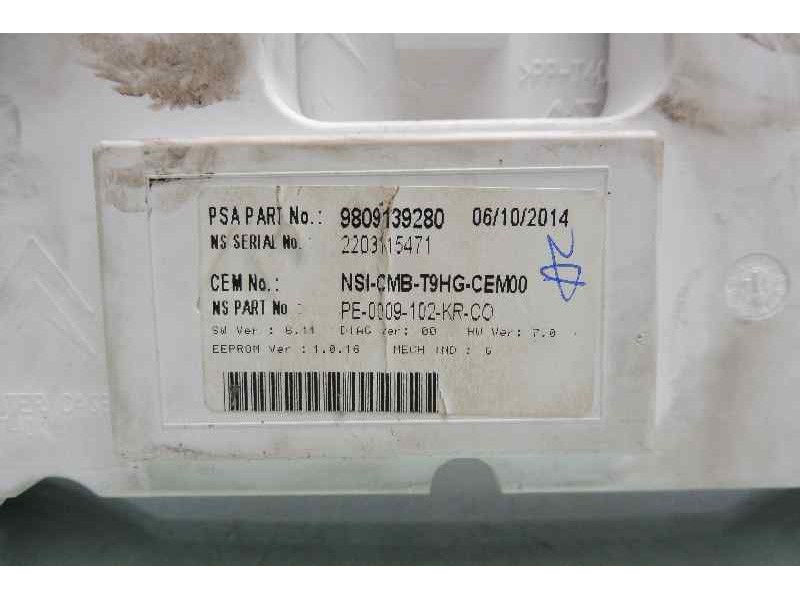 >PP-T40
PSA PART No.: 9809139280 06/10/2014
NS SERIAL No.: 2203115471
CEM No.: NSI-CMB-T9HG-CEM00
NS PART No: PE-0009-102-KR-CO
SW Ver : 6.11 DIAG ver: 00 HW Ver: 7.0
EEPROM Ver : 1.0.16 MECH IND : G